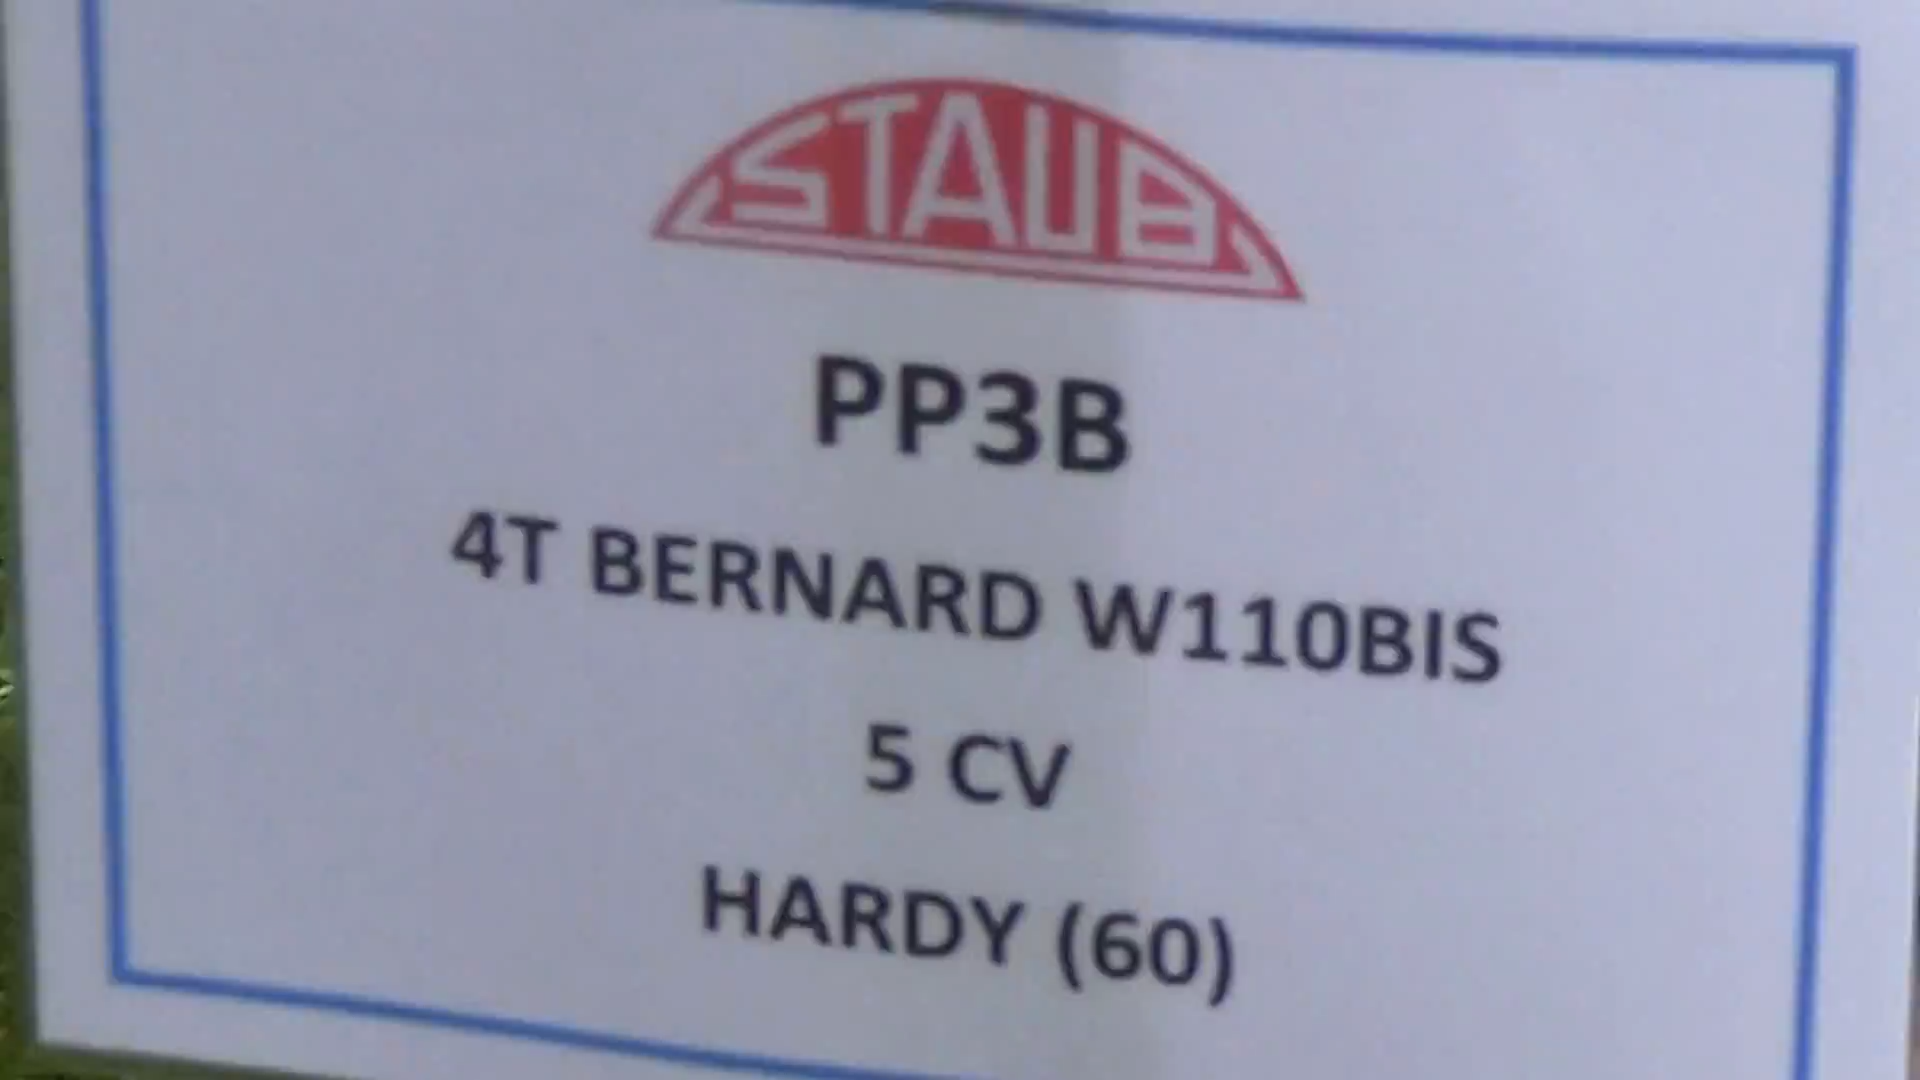 STAUB
PP3B
4T BERNARD W110BIS
5 CV
HARDY (60)